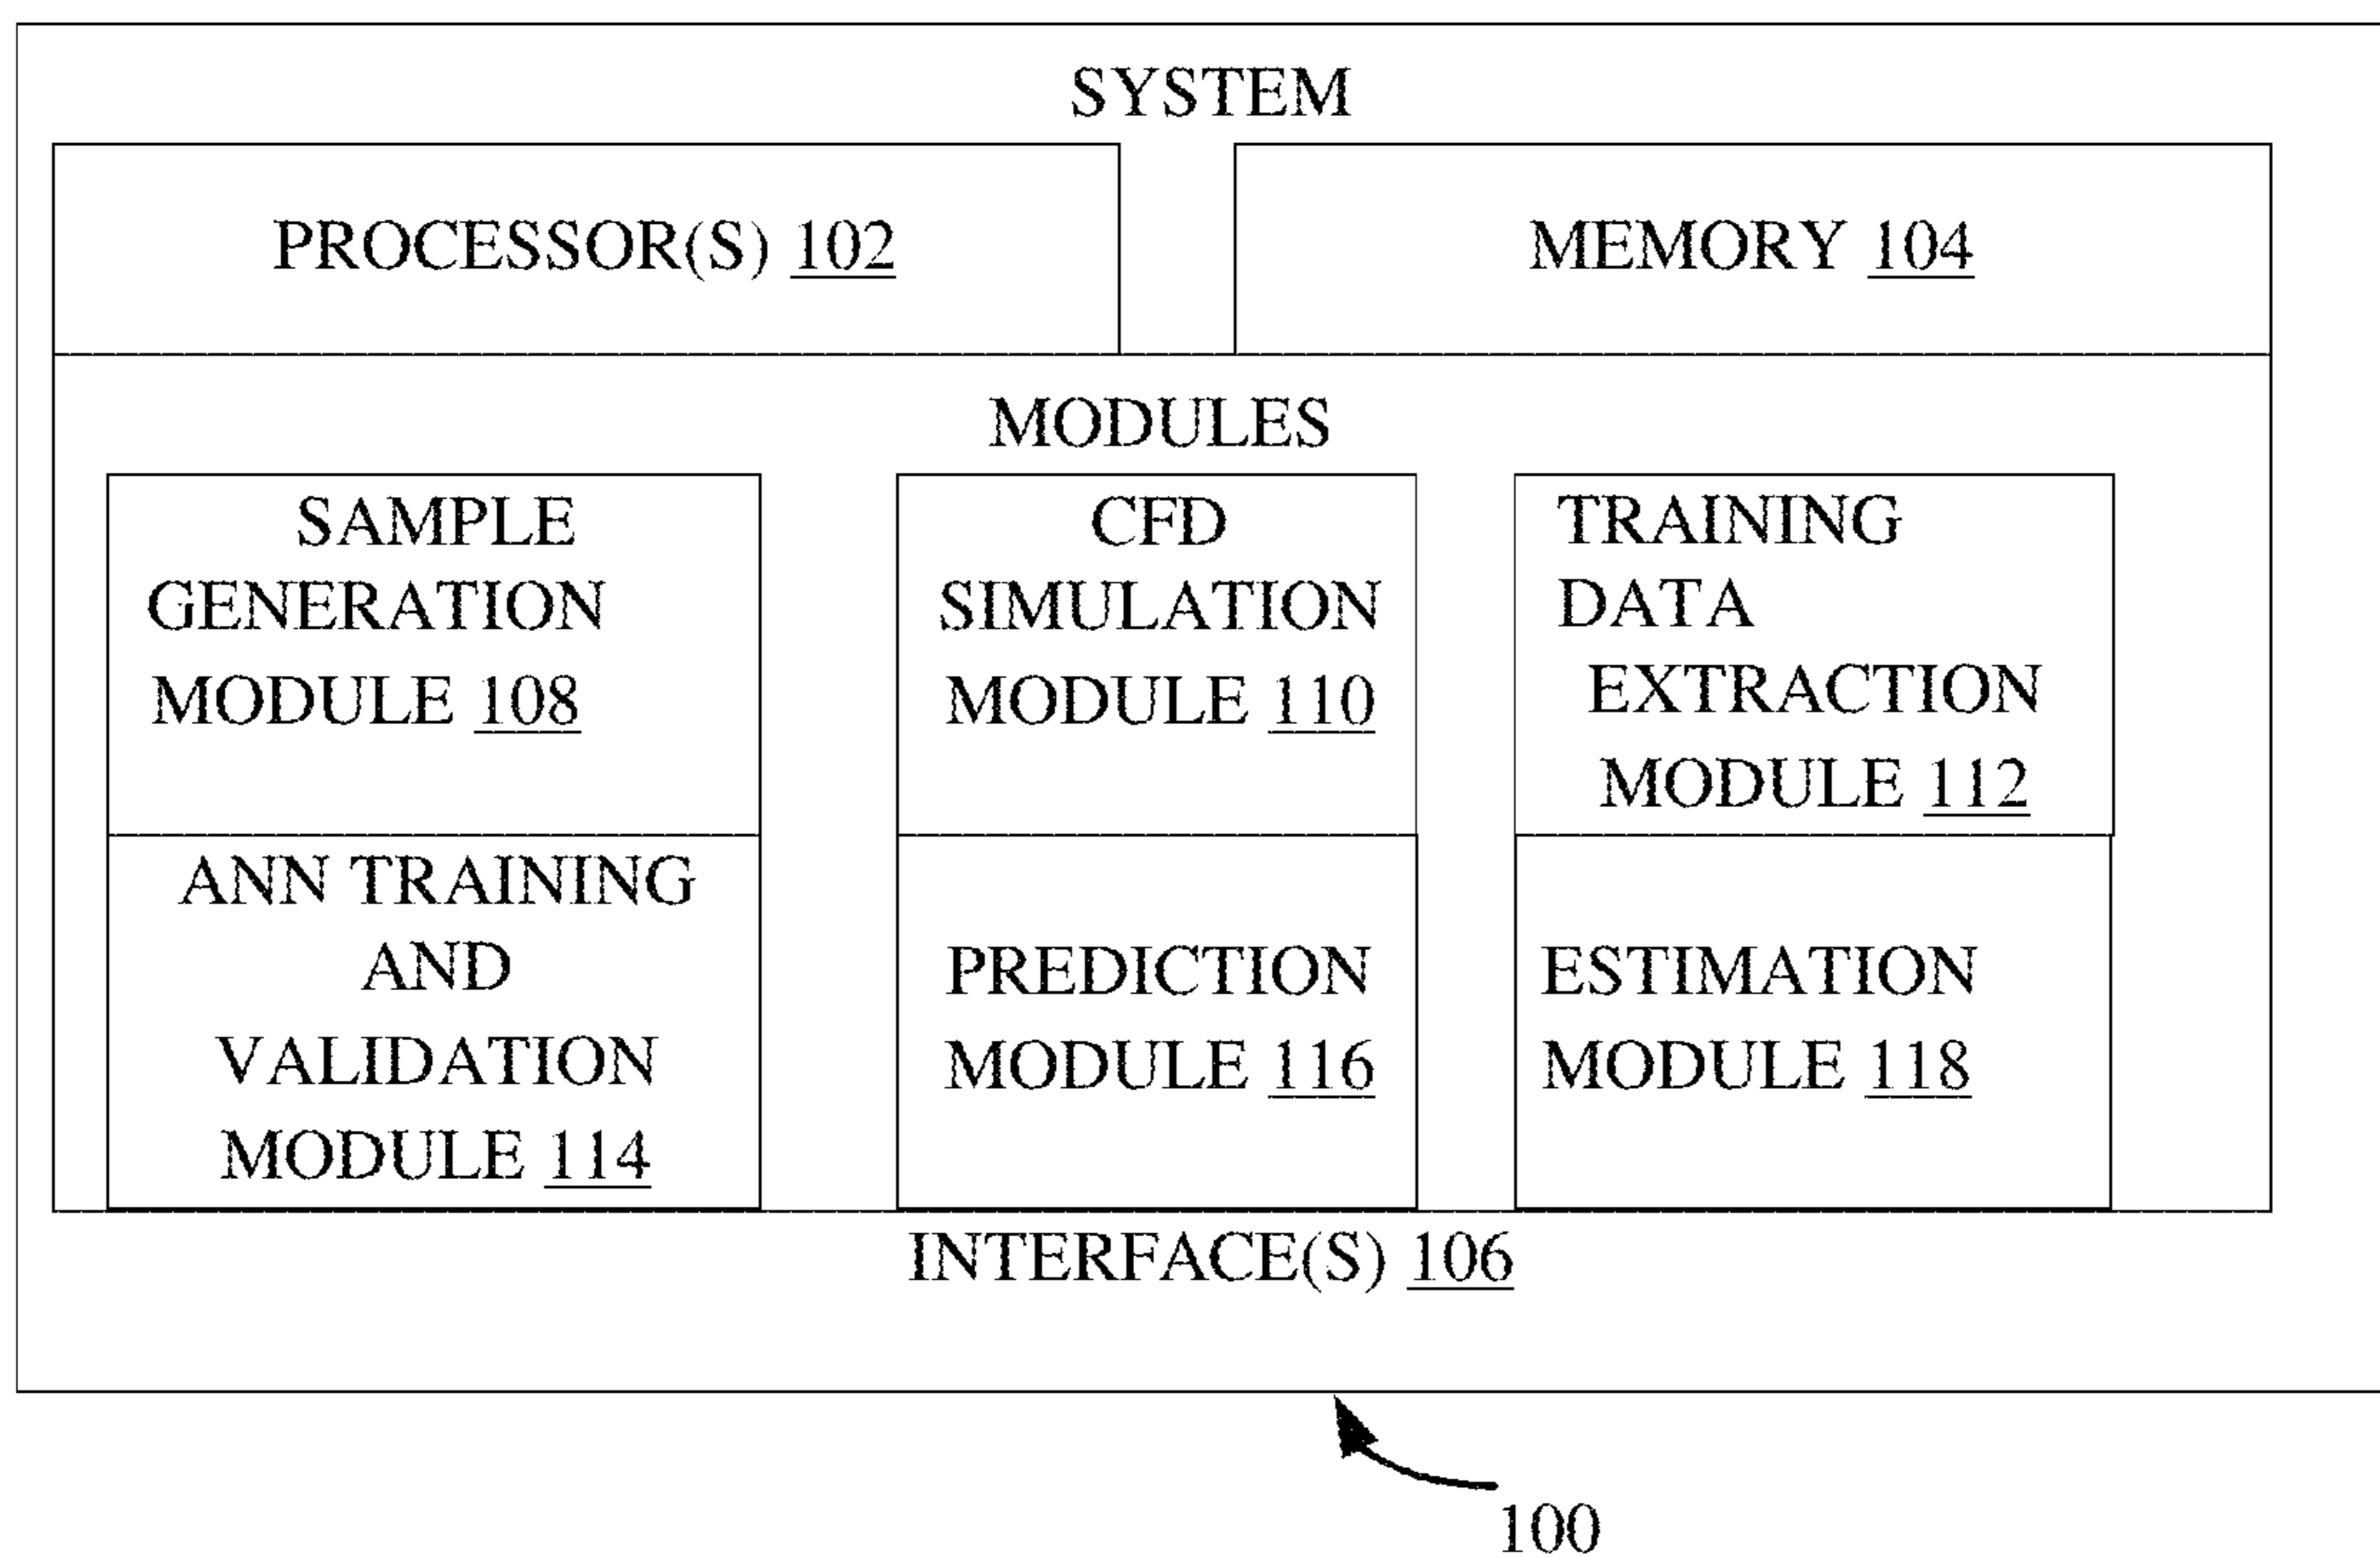 SYSTEM
PROCESSOR(S) 102
MEMORY 104
MODULES
SAMPLE
GENERATION
MODULE 108
CFD
SIMULATION
MODULE 110
TRAINING
DATA
EXTRACTION
MODULE 112
ANN TRAINING
AND
VALIDATION
MODULE 114
PREDICTION
MODULE 116
ESTIMATION
MODULE 118
INTERFACE(S) 106
100